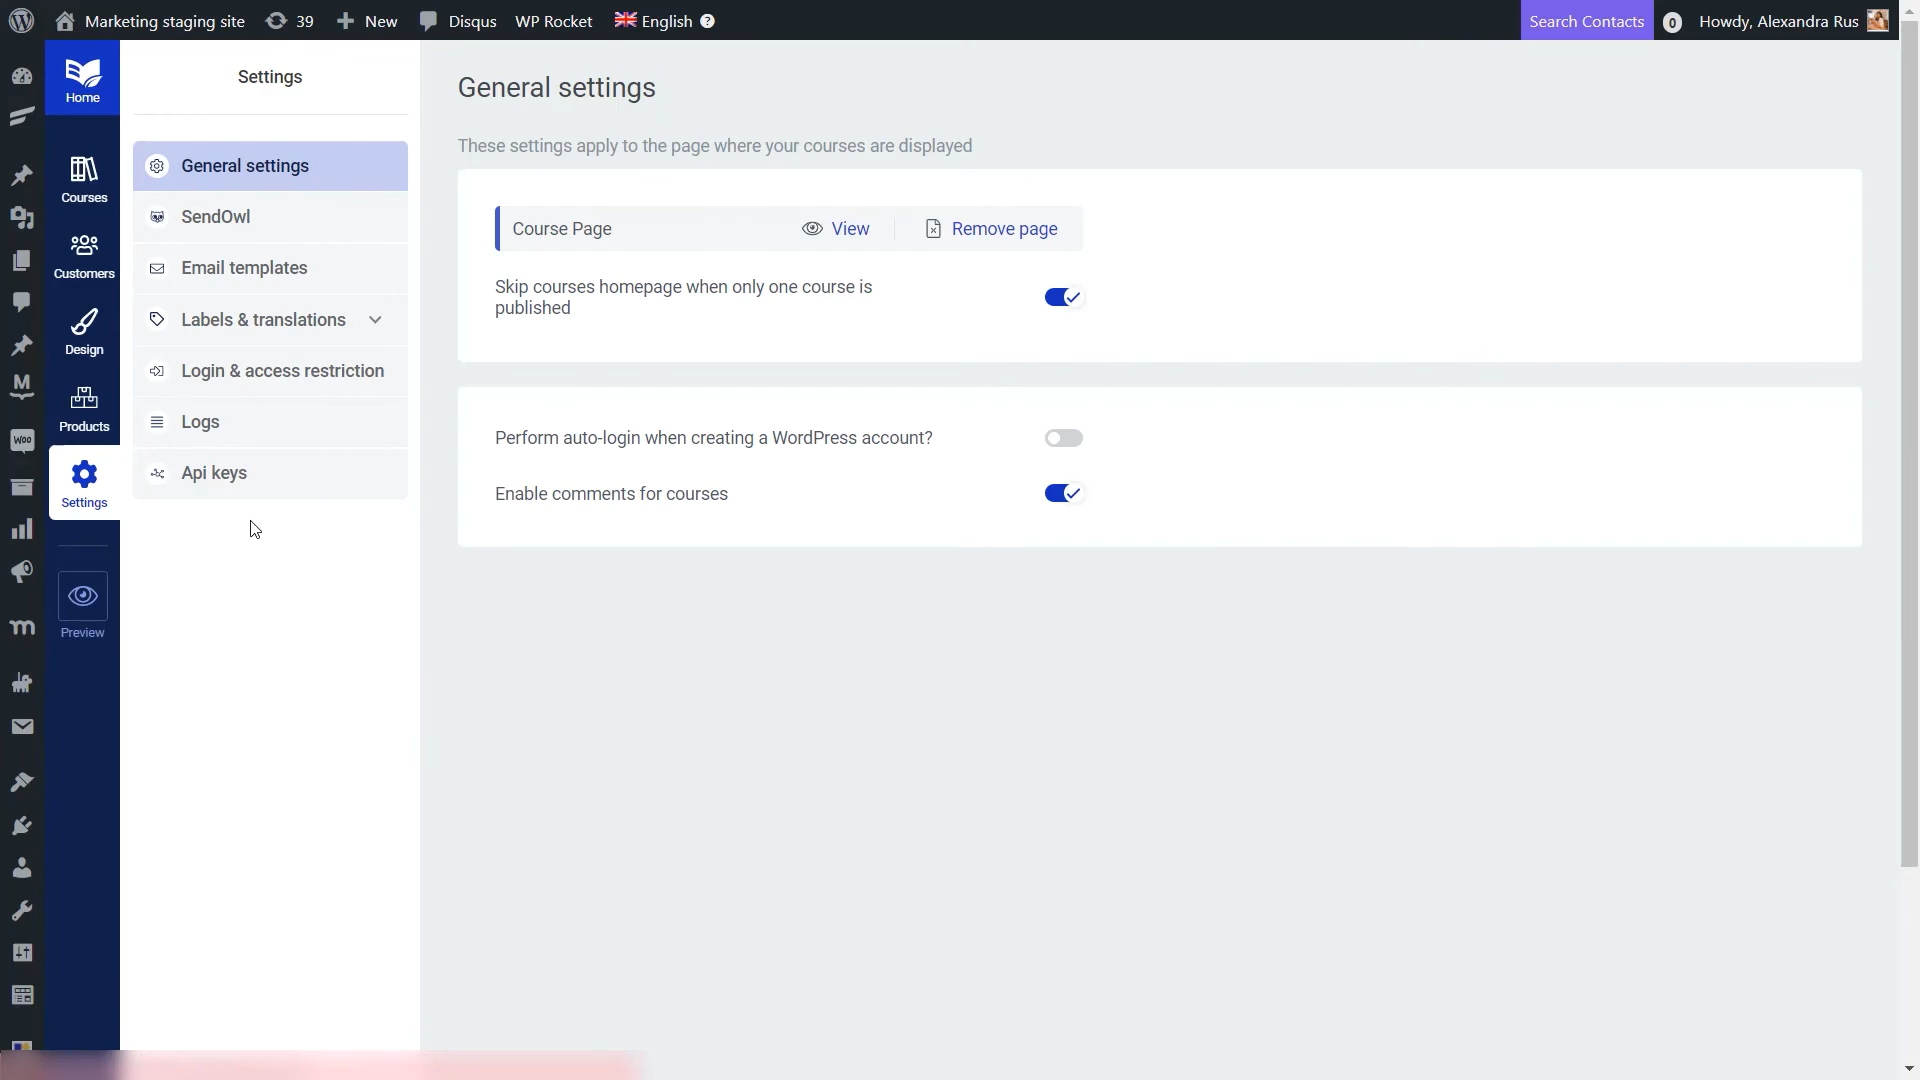 Marketing staging site 39 New Disqus WP Rocket English ? Search Contacts 0 Howdy, Alexandra Rus
Home
Courses
Customers
Design
Products
Settings
Preview
M
WOO
m
Settings
General settings
SendOwl
Email templates
Labels & translations
Login & access restriction
Logs
Api keys
General settings
These settings apply to the page where your courses are displayed
Course Page View Remove page
Skip courses homepage when only one course is
published
Perform auto-login when creating a WordPress account?
Enable comments for courses